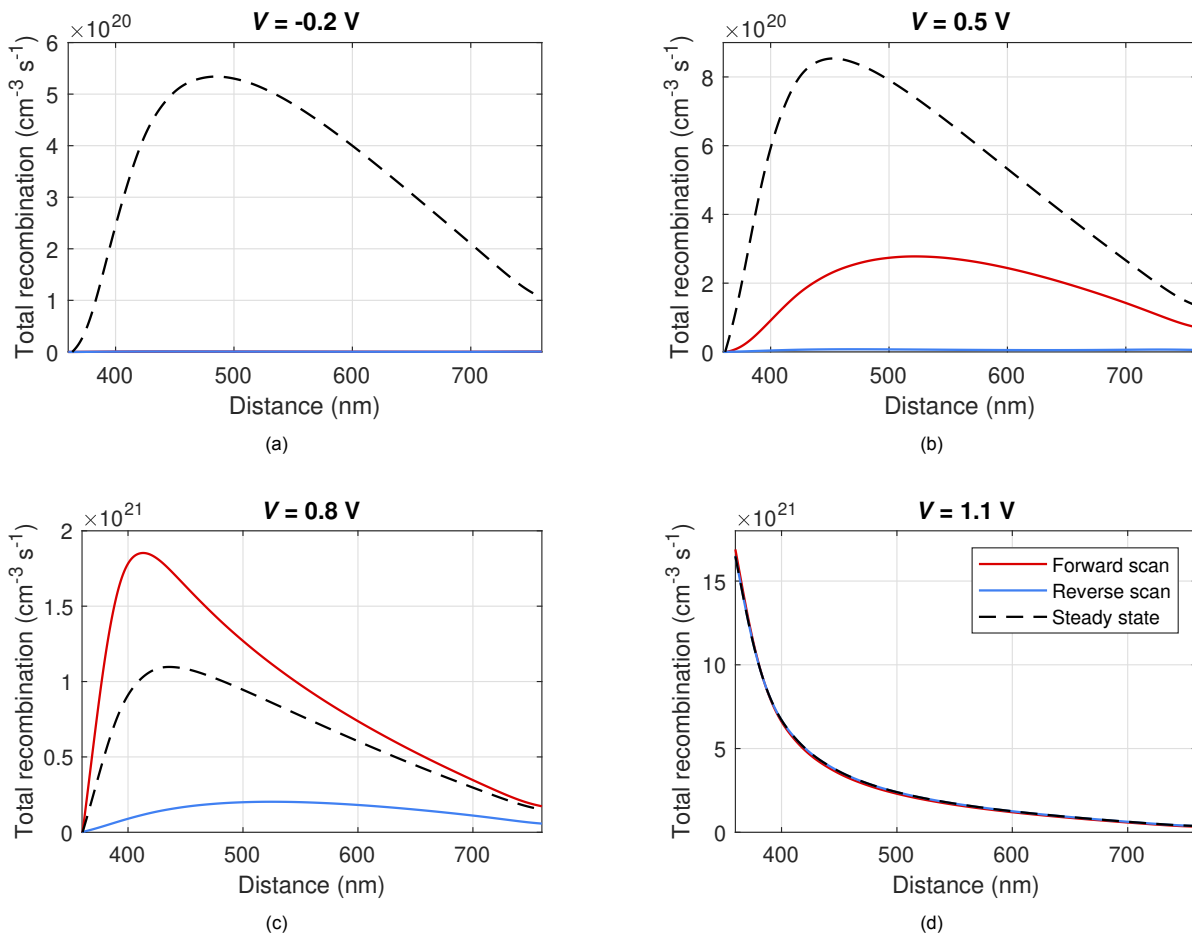 ×10^20
V = -0.2 V
6
5
4
3
2
1
0
Total recombination (cm^-3 s^-1)
400
500
600
700
Distance (nm)
(a)
×10^20
V = 0.5 V
8
6
4
2
0
Total recombination (cm^-3 s^-1)
400
500
600
700
Distance (nm)
(b)
×10^21
V = 0.8 V
2
1.5
1
0.5
0
Total recombination (cm^-3 s^-1)
400
500
600
700
Distance (nm)
(c)
×10^21
V = 1.1 V
15
10
5
0
Total recombination (cm^-3 s^-1)
Forward scan
Reverse scan
Steady state
400
500
600
700
Distance (nm)
(d)